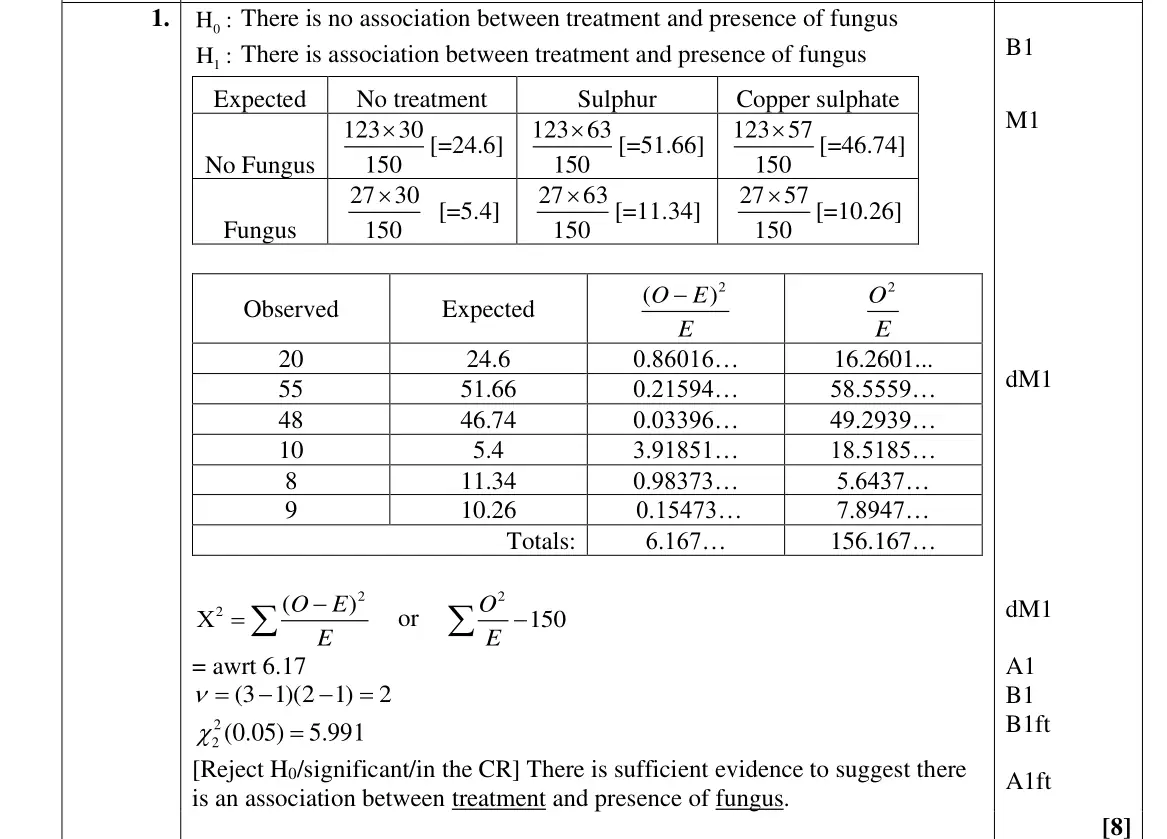 1. H₀ : There is no association between treatment and presence of fungus
H₁ : There is association between treatment and presence of fungus
B1
Expected No treatment Sulphur Copper sulphate
M1
No Fungus 123×30/150 [=24.6] 123×63/150 [=51.66] 123×57/150 [=46.74]
Fungus 27×30/150 [=5.4] 27×63/150 [=11.34] 27×57/150 [=10.26]
Observed Expected (O − E)²/E O²/E
20 24.6 0.86016… 16.2601...
55 51.66 0.21594… 58.5559…
dM1
48 46.74 0.03396… 49.2939…
10 5.4 3.91851… 18.5185…
8 11.34 0.98373… 5.6437…
9 10.26 0.15473… 7.8947…
Totals: 6.167… 156.167…
Χ² = ∑ (O − E)²/E or ∑ O²/E − 150 dM1
= awrt 6.17 A1
ν = (3−1)(2−1) = 2 B1
χ₂²(0.05) = 5.991 B1ft
[Reject H₀/significant/in the CR] There is sufficient evidence to suggest there
is an association between treatment and presence of fungus.
A1ft
[8]